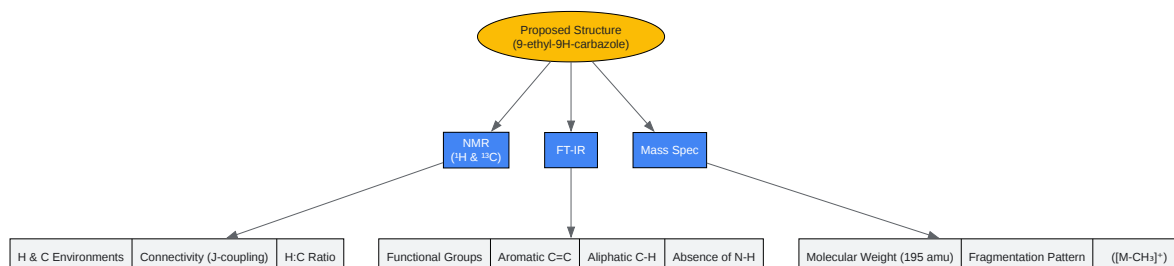 Proposed Structure
(9-ethyl-9H-carbazole)
NMR
(¹H & ¹³C)
FT-IR
Mass Spec
H & C Environments
Connectivity (J-coupling)
H:C Ratio
Functional Groups
Aromatic C=C
Aliphatic C-H
Absence of N-H
Molecular Weight (195 amu)
Fragmentation Pattern
([M-CH₃]⁺)